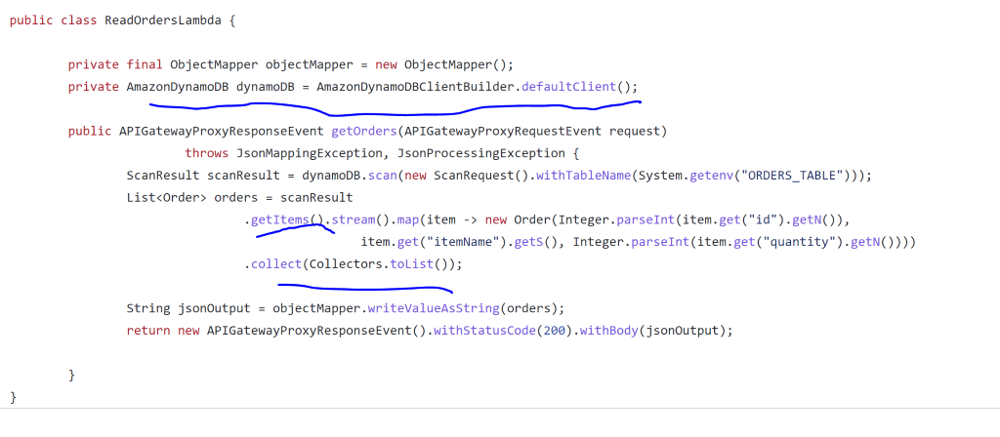 public class ReadOrdersLambda {
private final ObjectMapper objectMapper = new ObjectMapper();
private AmazonDynamoDB dynamoDB = AmazonDynamoDBClientBuilder.defaultClient();
public APIGatewayProxyResponseEvent getOrders(APIGatewayProxyRequestEvent request)
throws JsonMappingException, JsonProcessingException {
ScanResult scanResult = dynamoDB.scan(new ScanRequest().withTableName(System.getenv("ORDERS_TABLE")));
List<Order> orders = scanResult
.getItems().stream().map(item -> new Order(Integer.parseInt(item.get("id").getN()),
item.get("itemName").getS(), Integer.parseInt(item.get("quantity").getN())))
.collect(Collectors.toList());
String jsonOutput = objectMapper.writeValueAsString(orders);
return new APIGatewayProxyResponseEvent().withStatusCode(200).withBody(jsonOutput);
}
}